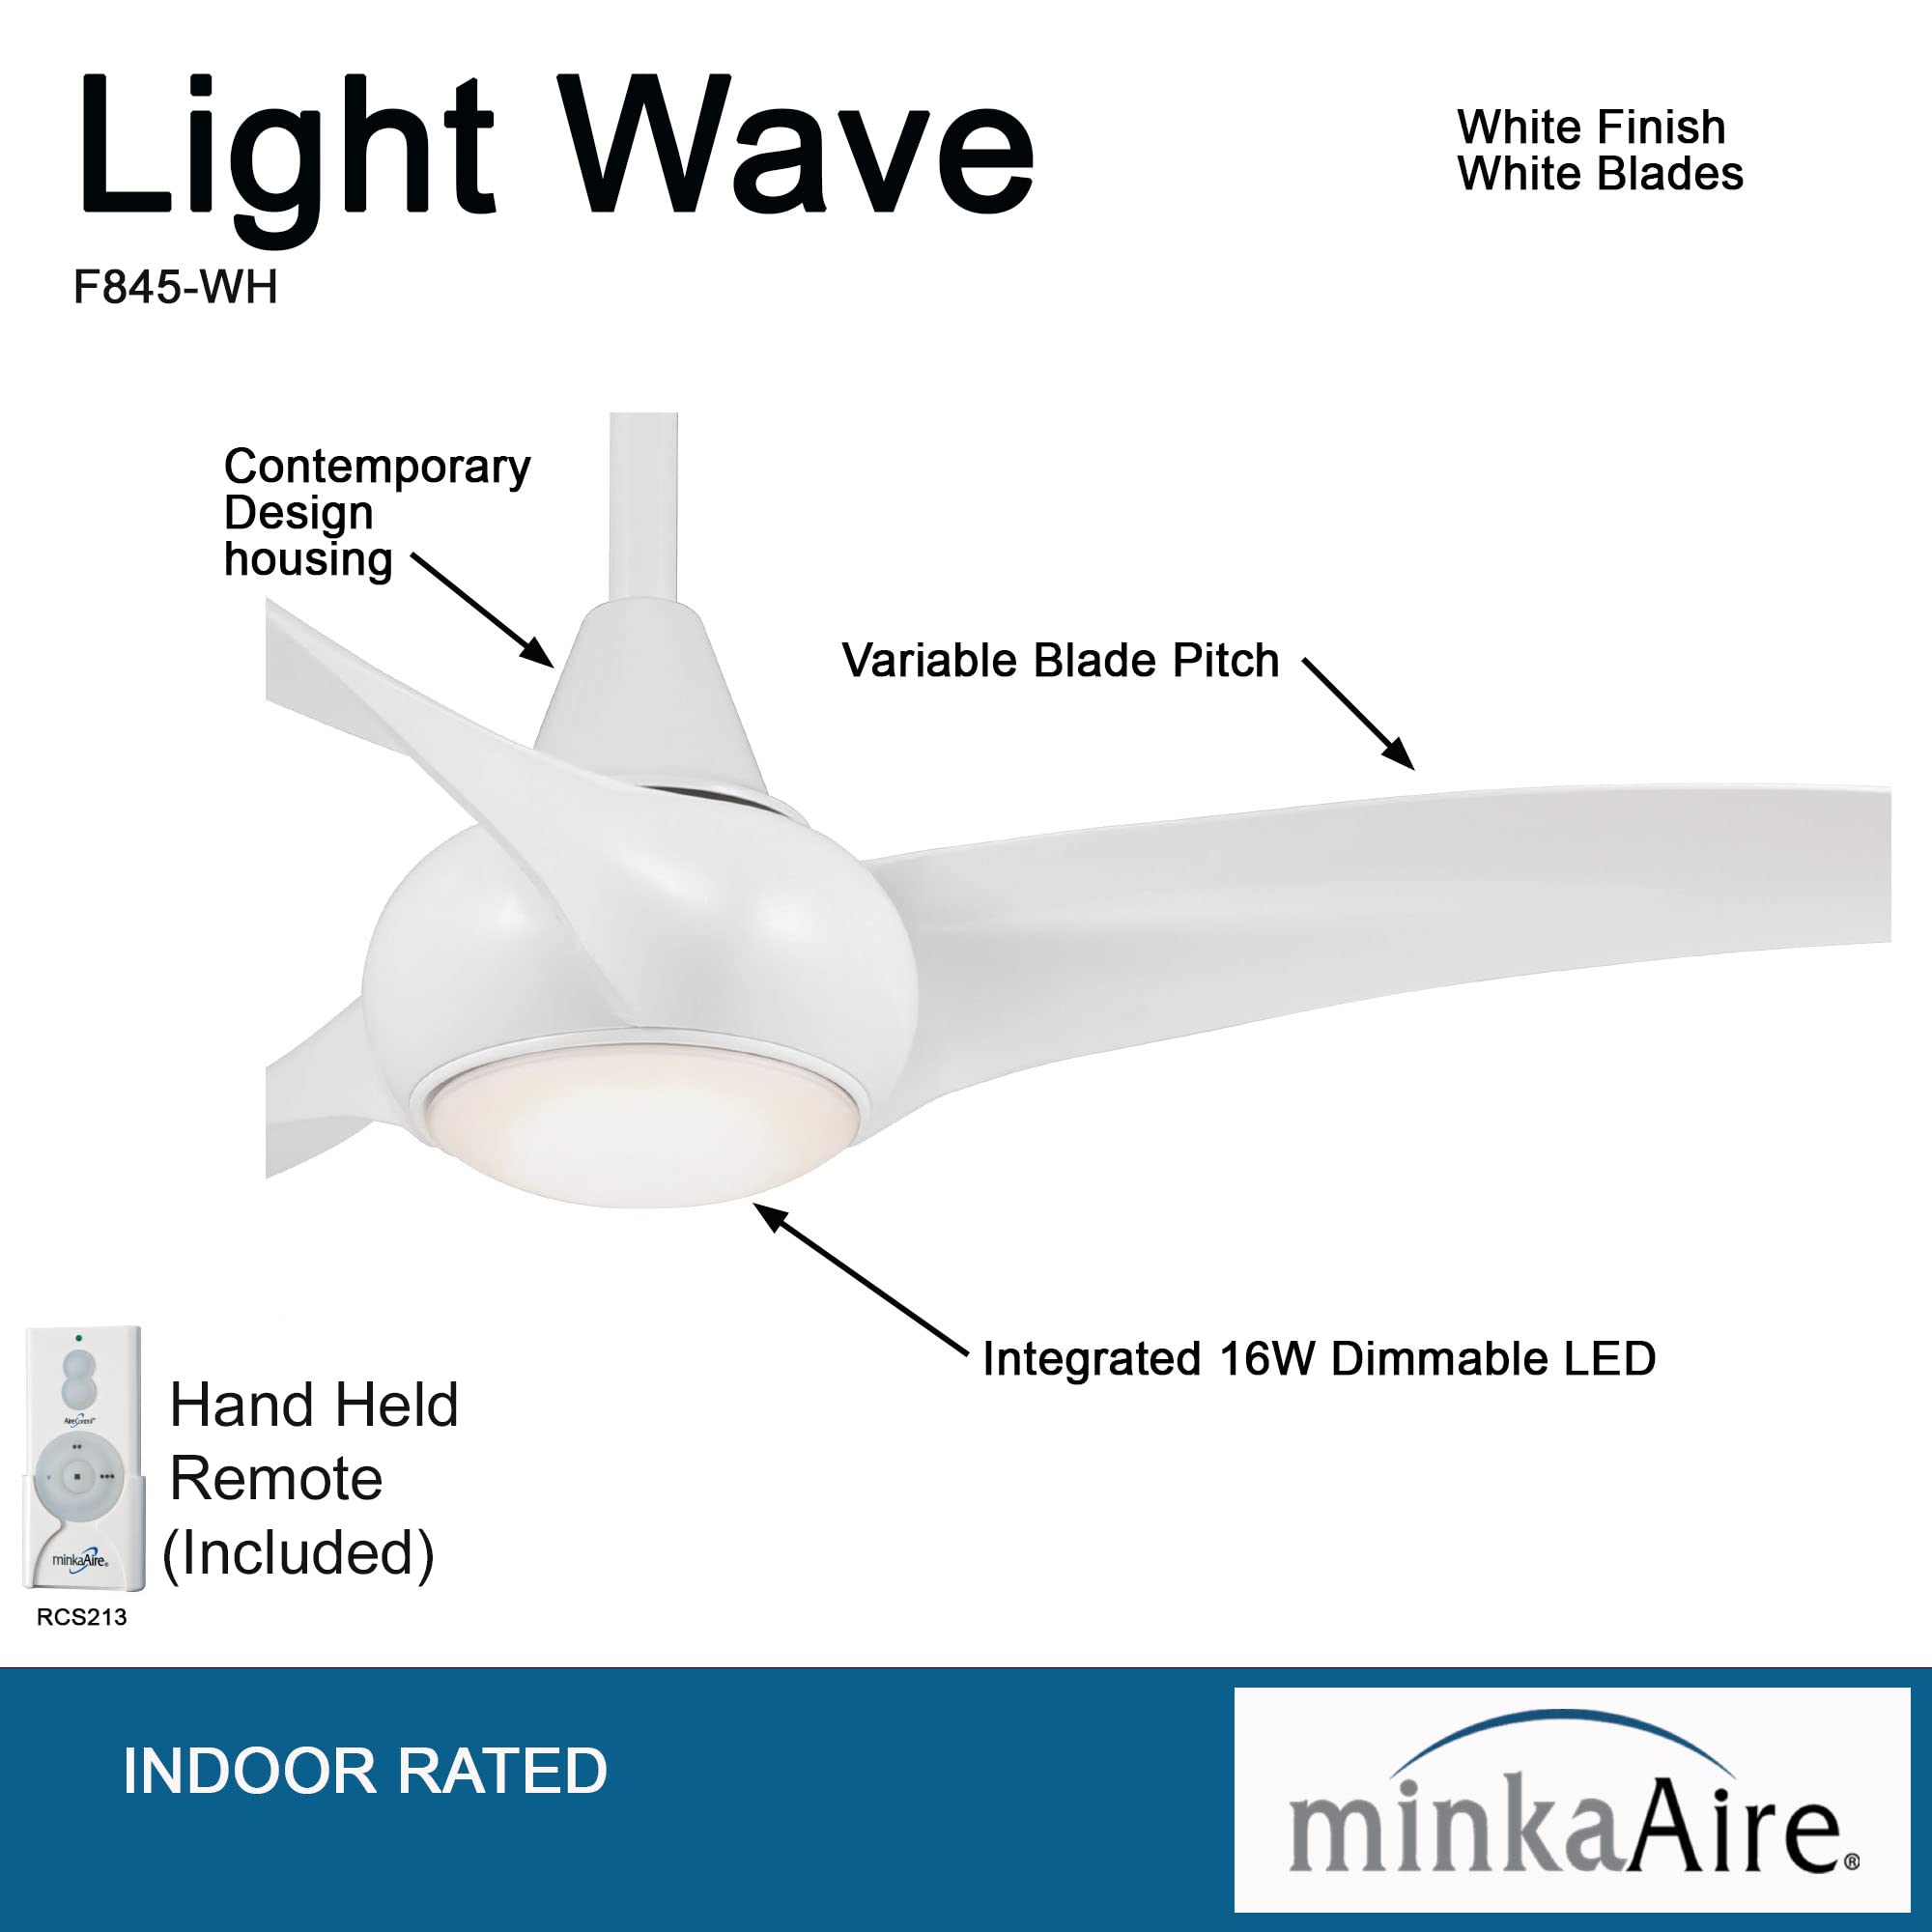 Light Wave
F845-WH
White Finish
White Blades
Contemporary
Design
housing
Variable Blade Pitch
Integrated 16W Dimmable LED
AireControl™
minkaAire®
RCS213
Hand Held
Remote
(Included)
INDOOR RATED
minkaAire®